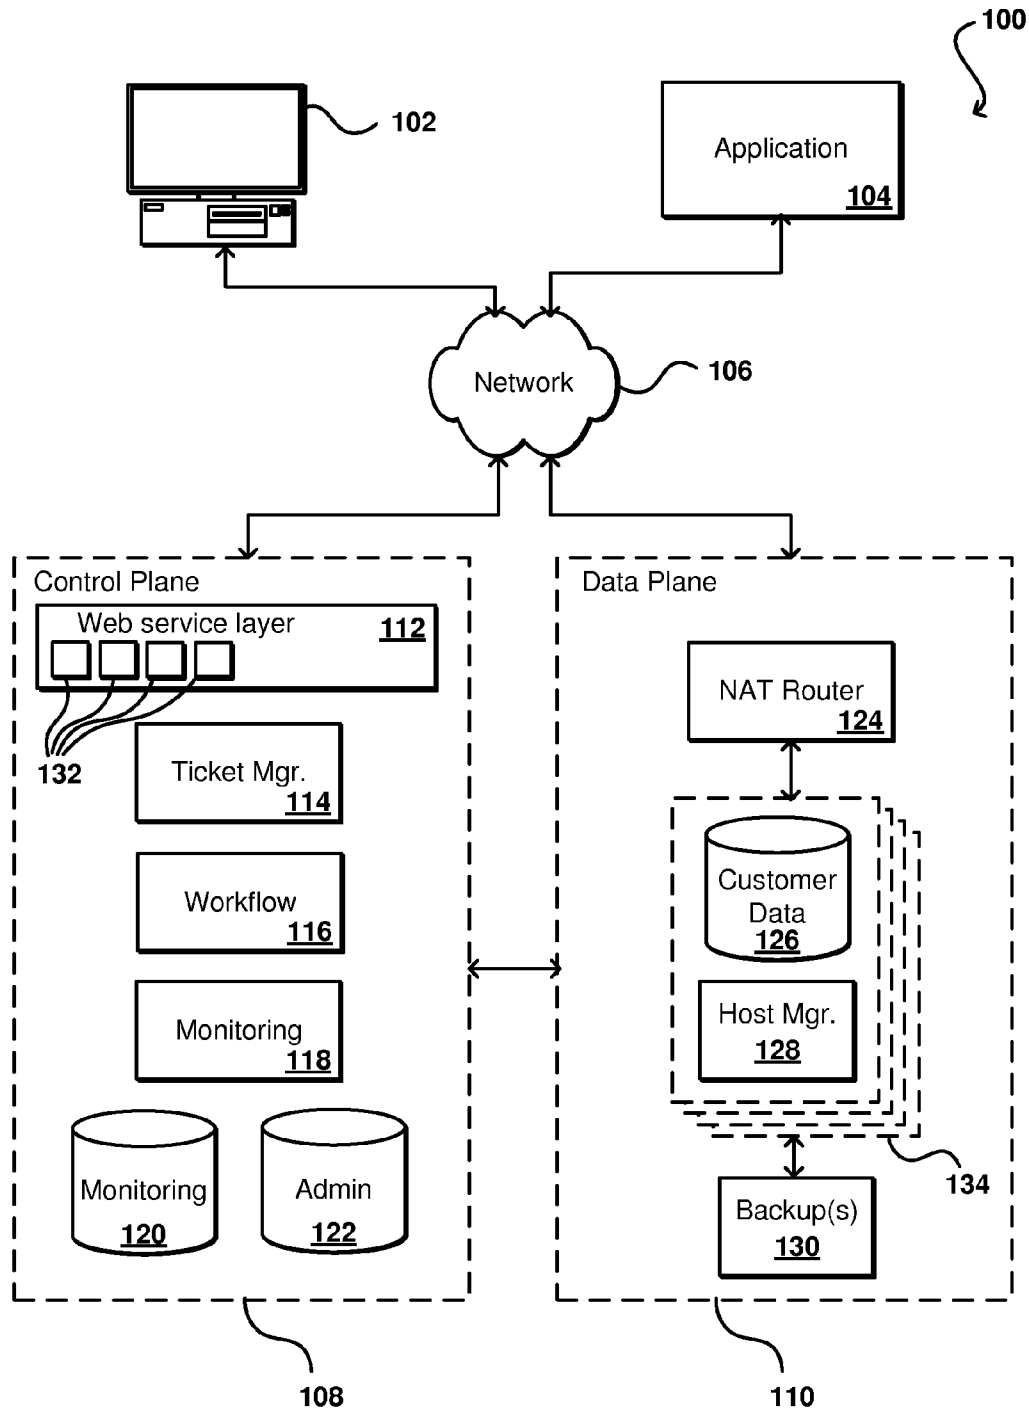 100
102
Application
104
Network
106
Control Plane
Web service layer
112
132
Ticket Mgr.
114
Workflow
116
Monitoring
118
Monitoring
120
Admin
122
108
Data Plane
NAT Router
124
Customer
Data
126
Host Mgr.
128
134
Backup(s)
130
110